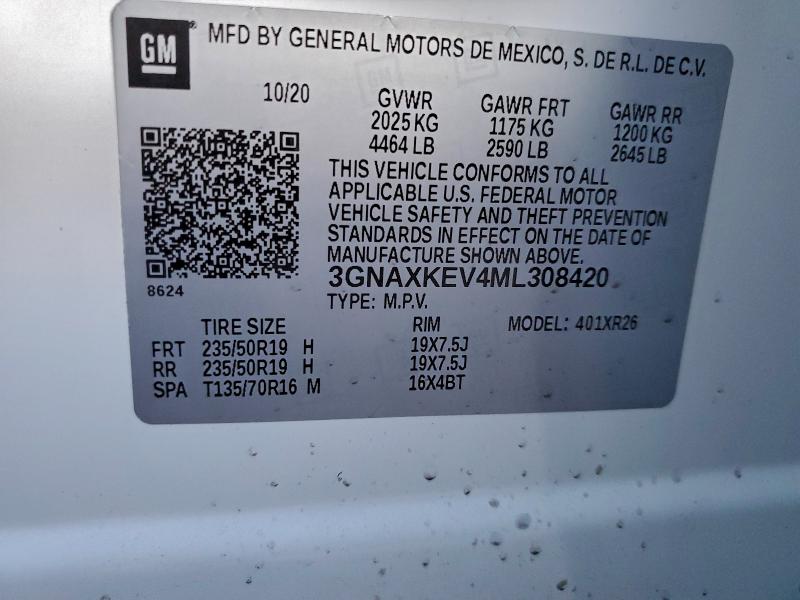 GM
MFD BY GENERAL MOTORS DE MEXICO, S. DE R.L. DE C.V.
10/20
GVWR GAWR FRT GAWR RR
2025 KG 1175 KG 1200 KG
4464 LB 2590 LB 2645 LB
THIS VEHICLE CONFORMS TO ALL
APPLICABLE U.S. FEDERAL MOTOR
VEHICLE SAFETY AND THEFT PREVENTION
STANDARDS IN EFFECT ON THE DATE OF
MANUFACTURE SHOWN ABOVE.
3GNAXKEV4ML308420
8624
TYPE: M.P.V.
TIRE SIZE RIM MODEL: 401XR26
FRT 235/50R19 H 19X7.5J
RR 235/50R19 H 19X7.5J
SPA T135/70R16 M 16X4BT